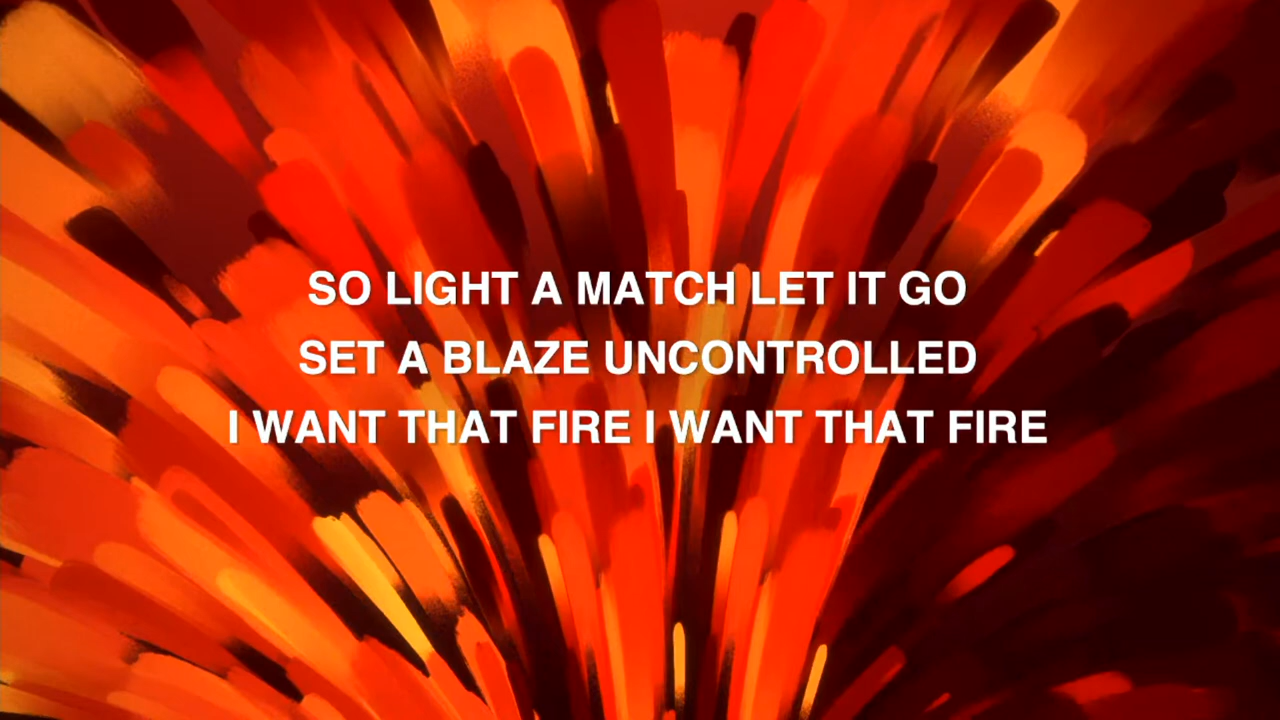 SO LIGHT A MATCH LET IT GO
SET A BLAZE UNCONTROLLED
I WANT THAT FIRE I WANT THAT FIRE